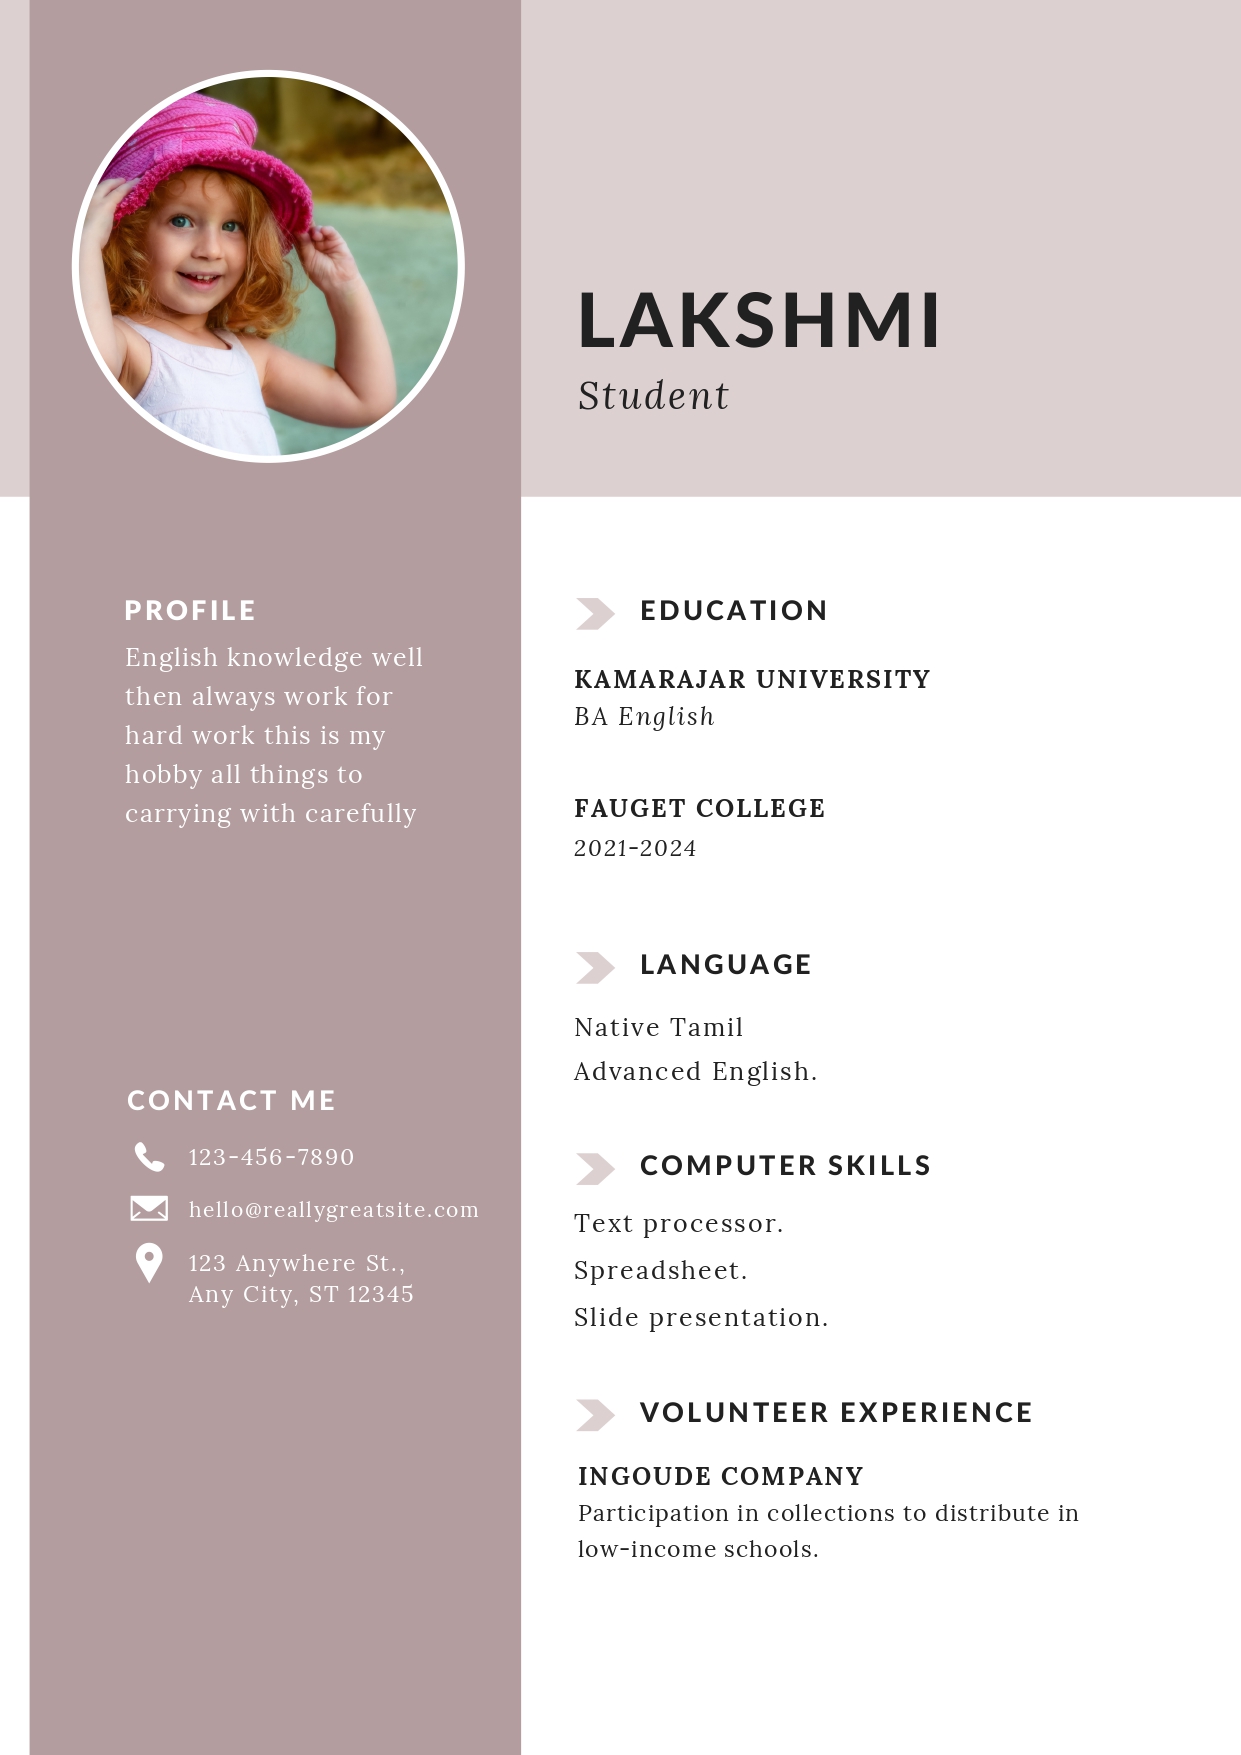 LAKSHMI
Student
PROFILE
English knowledge well
then always work for
hard work this is my
hobby all things to
carrying with carefully
CONTACT ME
123-456-7890
hello@reallygreatsite.com
123 Anywhere St.,
Any City, ST 12345
EDUCATION
KAMARAJAR UNIVERSITY
BA English
FAUGET COLLEGE
2021-2024
LANGUAGE
Native Tamil
Advanced English.
COMPUTER SKILLS
Text processor.
Spreadsheet.
Slide presentation.
VOLUNTEER EXPERIENCE
INGOUDE COMPANY
Participation in collections to distribute in
low-income schools.